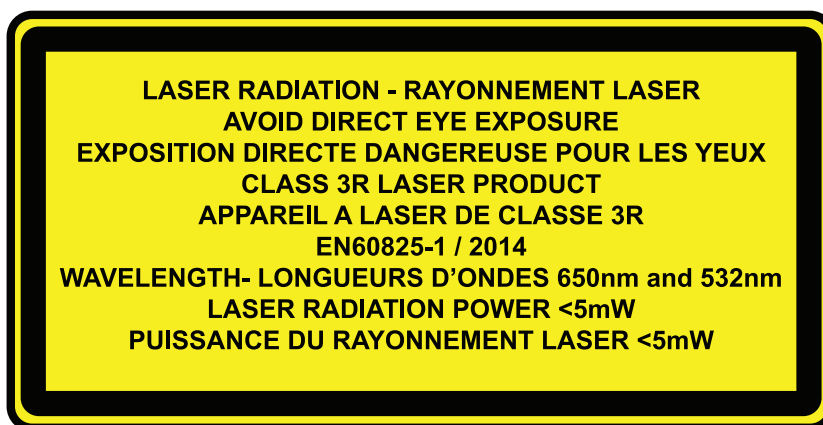 LASER RADIATION - RAYONNEMENT LASER
AVOID DIRECT EYE EXPOSURE
EXPOSITION DIRECTE DANGEREUSE POUR LES YEUX
CLASS 3R LASER PRODUCT
APPAREIL A LASER DE CLASSE 3R
EN60825-1 / 2014
WAVELENGTH- LONGUEURS D’ONDES 650nm and 532nm
LASER RADIATION POWER <5mW
PUISSANCE DU RAYONNEMENT LASER <5mW